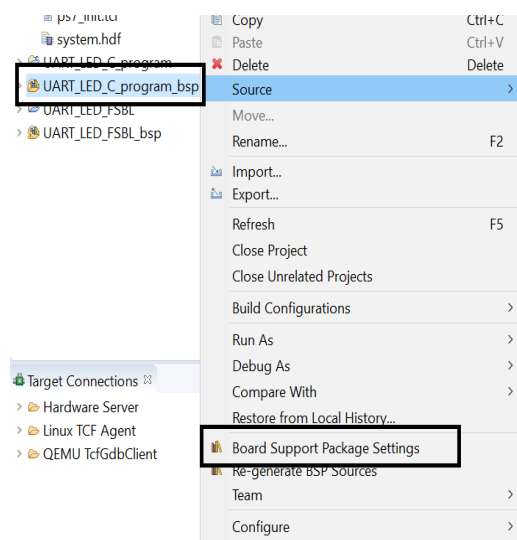 ps7_init.tcl
system.hdf
UART_LED_C_program
UART_LED_C_program_bsp
UART_LED_FSBL
UART_LED_FSBL_bsp
Target Connections
Hardware Server
Linux TCF Agent
QEMU TcfGdbClient
Copy Ctrl+C
Paste Ctrl+V
Delete Delete
Source
Move...
Rename... F2
Import...
Export...
Refresh F5
Close Project
Close Unrelated Projects
Build Configurations
Run As
Debug As
Compare With
Restore from Local History...
Board Support Package Settings
Re-generate BSP Sources
Team
Configure